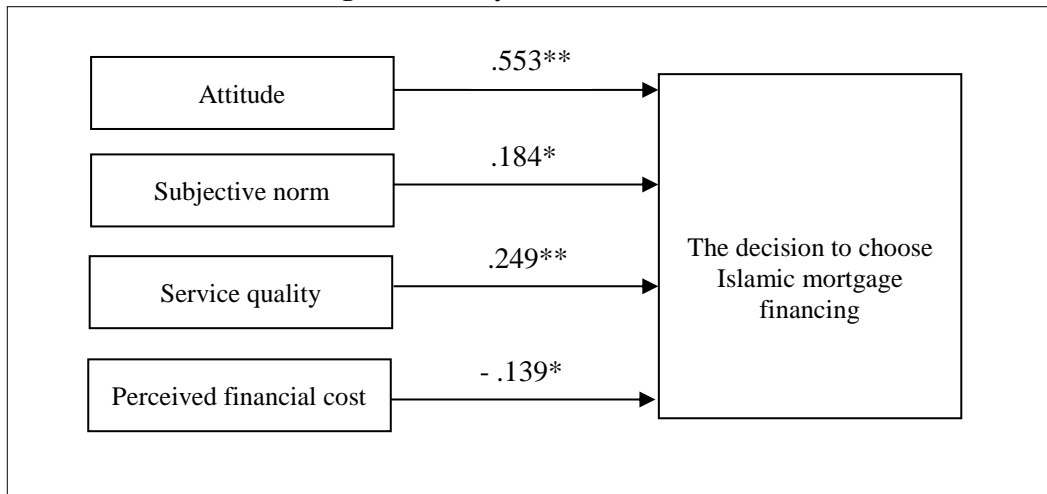 .553**
Attitude
.184*
Subjective norm
.249**
Service quality
- .139*
Perceived financial cost
The decision to choose
Islamic mortgage
financing